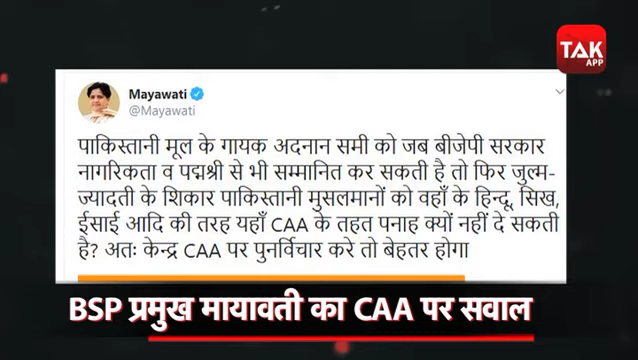 TAK
APP
Mayawati
@Mayawati
पाकिस्तानी मूल के गायक अदनान समी को जब बीजेपी सरकार
नागरिकता व पद्मश्री से भी सम्मानित कर सकती है तो फिर जुल्म-
ज्यादती के शिकार पाकिस्तानी मुसलमानों को वहाँ के हिन्दू, सिख,
ईसाई आदि की तरह यहाँ CAA के तहत पनाह क्यों नहीं दे सकती
है? अतः केन्द्र CAA पर पुनर्विचार करे तो बेहतर होगा
BSP प्रमुख मायावती का CAA पर सवाल